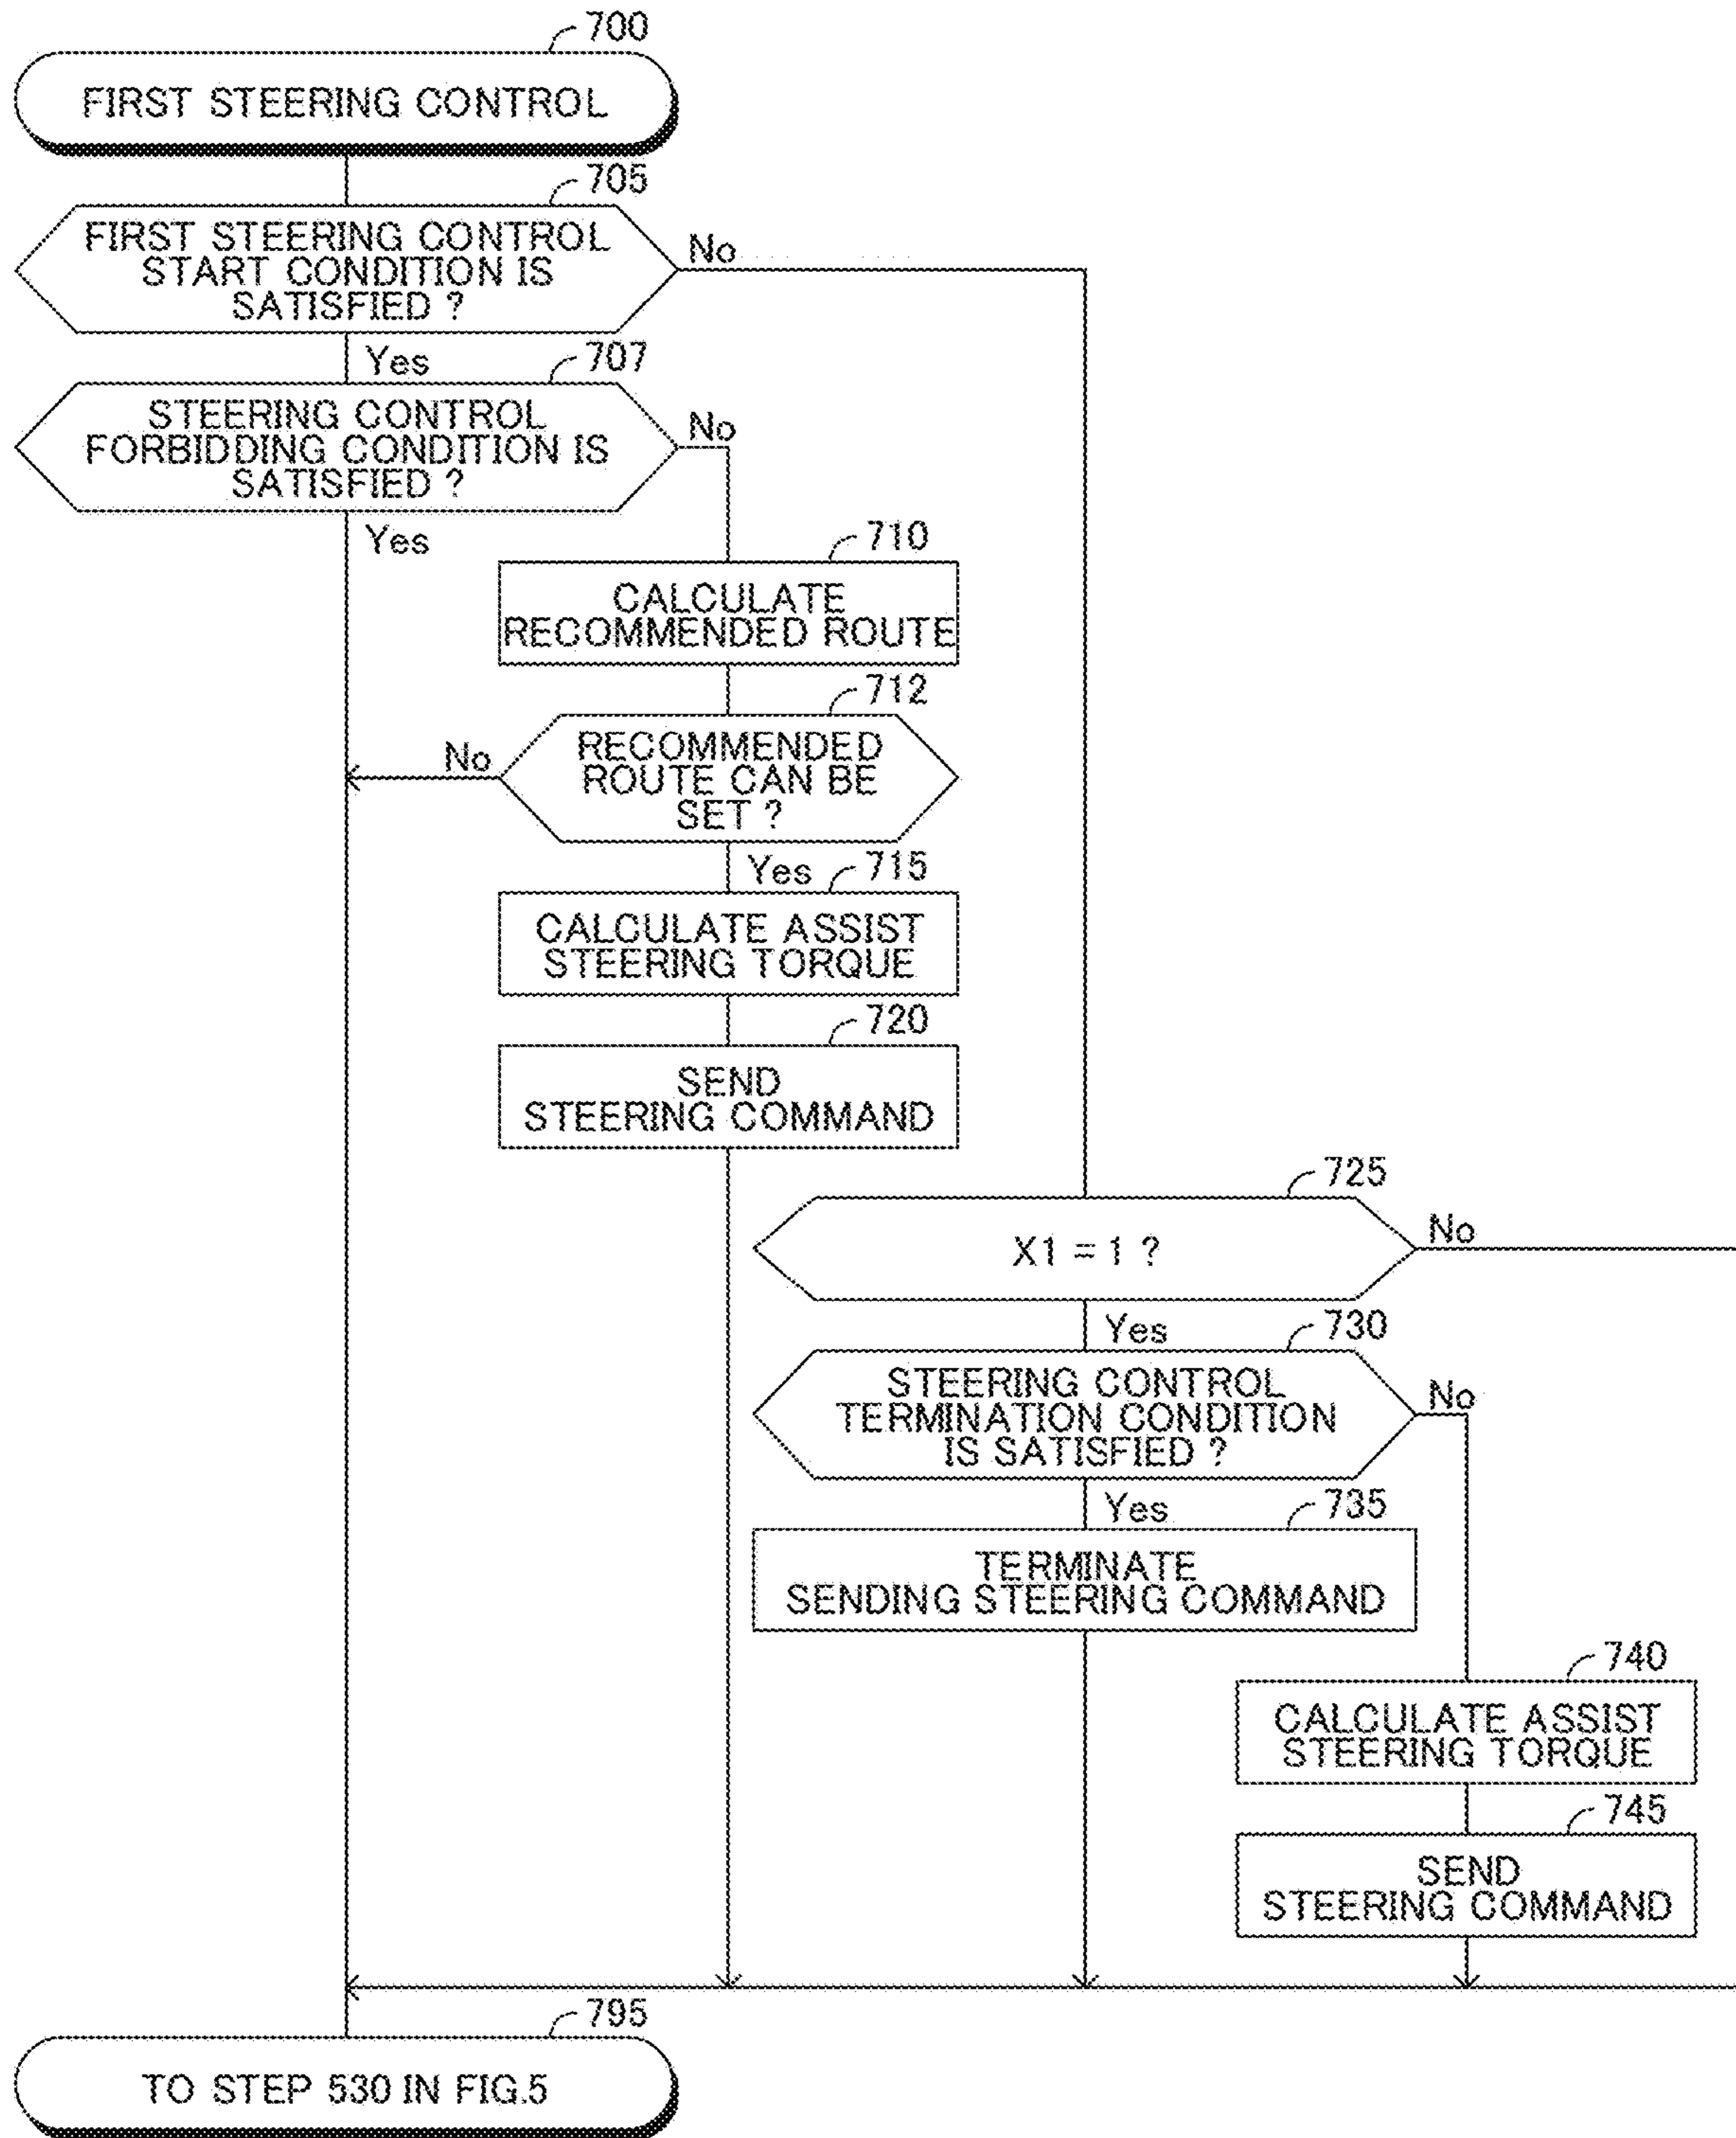 700
FIRST STEERING CONTROL
705
FIRST STEERING CONTROL
START CONDITION IS
SATISFIED ?
No
Yes
707
STEERING CONTROL
FORBIDDING CONDITION IS
SATISFIED ?
No
Yes
710
CALCULATE
RECOMMENDED ROUTE
712
RECOMMENDED
ROUTE CAN BE
SET ?
No
Yes
715
CALCULATE ASSIST
STEERING TORQUE
720
SEND
STEERING COMMAND
725
X1 = 1 ?
No
Yes
730
STEERING CONTROL
TERMINATION CONDITION
IS SATISFIED ?
No
Yes
735
TERMINATE
SENDING STEERING COMMAND
740
CALCULATE ASSIST
STEERING TORQUE
745
SEND
STEERING COMMAND
795
TO STEP 530 IN FIG.5